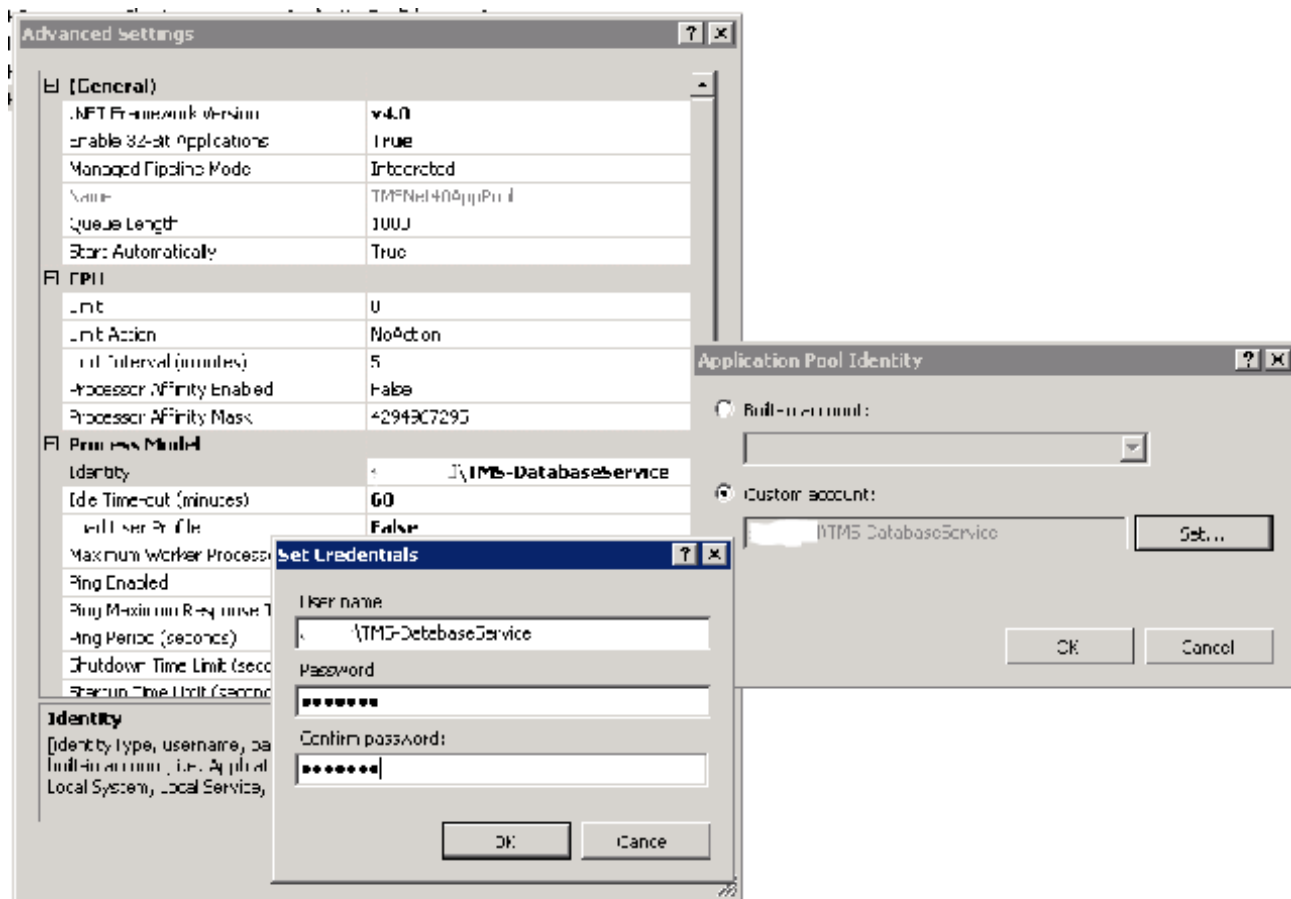 Advanced Settings
(General)
.NET Framework Version v4.0
Enable 32-Bit Applications True
Managed Pipeline Mode Integrated
Name TMSNet40AppPool
Queue Length 1000
Start Automatically True
CPU
Limit 0
Limit Action NoAction
Limit Interval (minutes) 5
Processor Affinity Enabled False
Processor Affinity Mask 4294967295
Process Model
Identity \TMS-DatabaseService
Idle Time-out (minutes) 60
Load User Profile False
Maximum Worker Process
Ping Enabled
Ping Maximum Response T
Ping Period (seconds)
Shutdown Time Limit (seco
Startup Time Limit (second
Identity
[identity type, username, pa
built-in account, i.e. Applicat
Local System, Local Service,
Application Pool Identity
Built-in account:
Custom account:
\TMS-DatabaseService
Set...
OK Cancel
Set Credentials
User name
\TMS-DatabaseService
Password
•••••••
Confirm password:
•••••••
OK Cance